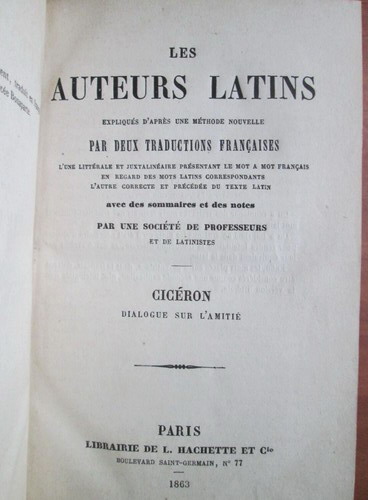 LES
AUTEURS LATINS
EXPLIQUÉS D'APRÈS UNE MÉTHODE NOUVELLE
PAR DEUX TRADUCTIONS FRANÇAISES
L'UNE LITTÉRALE ET JUXTALINÉAIRE PRÉSENTANT LE MOT A MOT FRANÇAIS
EN REGARD DES MOTS LATINS CORRESPONDANTS
L'AUTRE CORRECTE ET PRÉCÉDÉE DU TEXTE LATIN
avec des sommaires et des notes
PAR UNE SOCIÉTÉ DE PROFESSEURS
ET DE LATINISTES
CICÉRON
DIALOGUE SUR L'AMITIÉ
PARIS
LIBRAIRIE DE L. HACHETTE ET Cie
BOULEVARD SAINT-GERMAIN, N° 77
1863